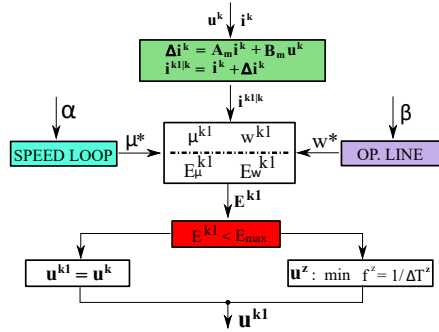 u^k i^k
Δi^k = A_m i^k + B_m u^k
i^k1|k = i^k + Δi^k
i^k1|k
α
β
SPEED LOOP
μ*
μ^k1 w^k1
E_μ^k1 E_w^k1
w*
OP. LINE
E^k1
E^k1 < E_max
u^k1 = u^k
u^z : min f^z = 1/ΔT^z
u^k1